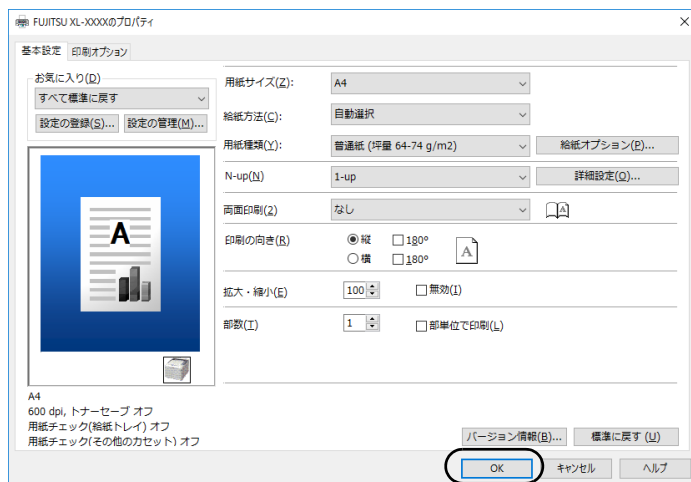 FUJITSU XL-XXXXのプロパティ
基本設定 印刷オプション
お気に入り(D)
すべて標準に戻す
設定の登録(S)... 設定の管理(M)...
A
A4
600 dpi, トナーセーブ オフ
用紙チェック(給紙トレイ) オフ
用紙チェック(その他のカセット) オフ
用紙サイズ(Z): A4
給紙方法(C): 自動選択
用紙種類(Y): 普通紙 (坪量 64-74 g/m2) 給紙オプション(P)...
N-up(N) 1-up 詳細設定(O)...
両面印刷(2) なし A
印刷の向き(R) 縦 180° A
横 180°
拡大・縮小(E) 100 無効(I)
部数(T) 1 部単位で印刷(L)
バージョン情報(B)... 標準に戻す (U)
OK キャンセル ヘルプ